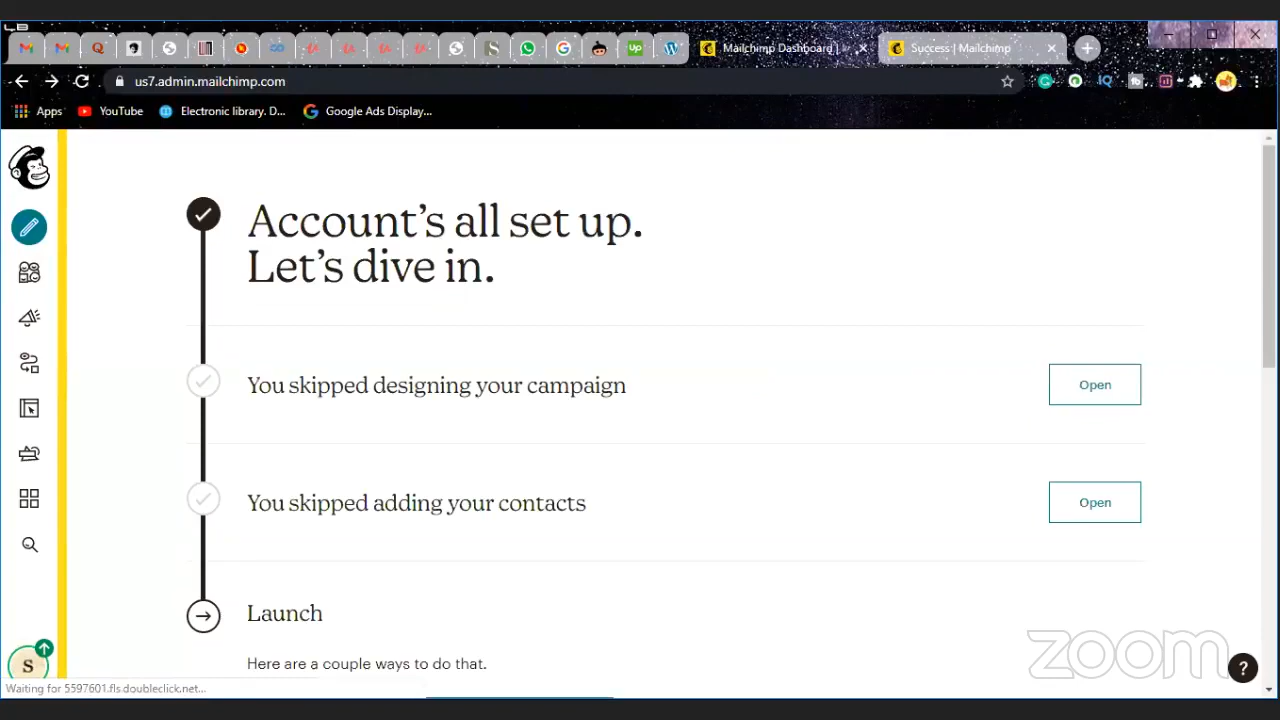 Mailchimp Dashboard |
Success | Mailchimp
us7.admin.mailchimp.com
Apps
YouTube
Electronic library. D...
Google Ads Display...
Account's all set up.
Let's dive in.
You skipped designing your campaign
Open
You skipped adding your contacts
Open
Launch
Here are a couple ways to do that.
zoom
?
S
Waiting for 5597601.fls.doubleclick.net...